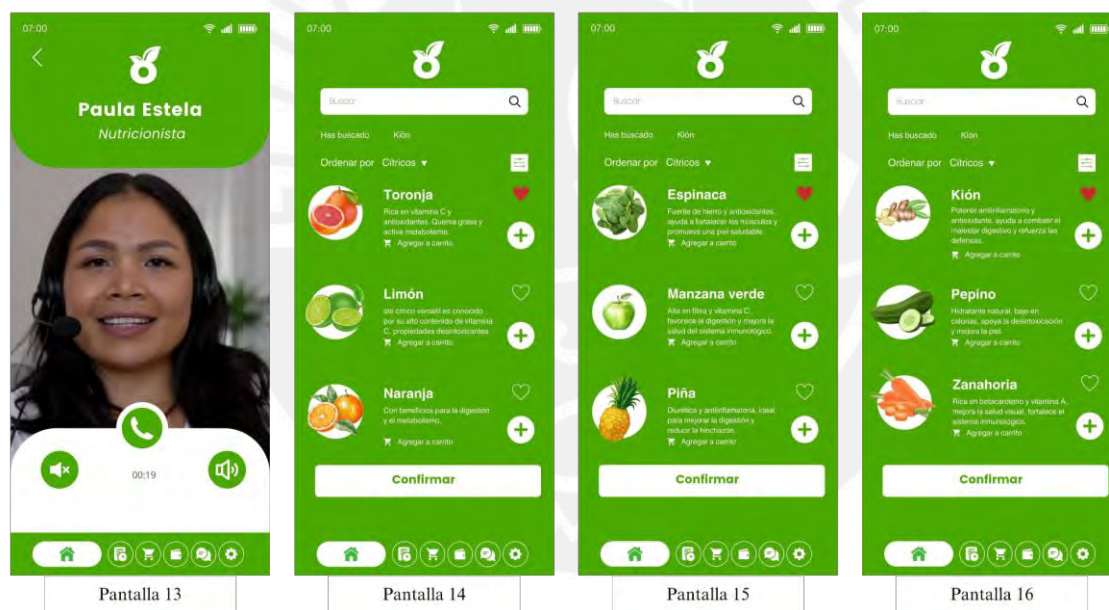 07:00
Paula Estela
Nutricionista
00:19
Pantalla 13
07:00
Buscar
Has buscado Kión
Ordenar por Cítricos
Toronja
Rica en vitamina C y
antioxidantes. Quema grasa y
activa metabolismo.
Agregar a carrito
Limón
ste cítrico versátil es conocido
por su alto contenido de vitamina
C, propiedades desintoxicantes
Agregar a carrito
Naranja
Con beneficios para la digestión
y el metabolismo.
Agregar a carrito
Confirmar
Pantalla 14
07:00
Buscar
Has buscado Kión
Ordenar por Cítricos
Espinaca
Fuente de hierro y antioxidantes,
ayuda a fortalecer los músculos y
promueve una piel saludable.
Agregar a carrito
Manzana verde
Alta en fibra y vitamina C,
favorece la digestión y mejora la
salud del sistema inmunológico.
Agregar a carrito
Piña
Diurética y antiinflamatoria, ideal
para mejorar la digestión y
reducir la hinchazón.
Agregar a carrito
Confirmar
Pantalla 15
07:00
Buscar
Has buscado Kión
Ordenar por Cítricos
Kión
Potente antiinflamatorio y
antioxidante, ayuda a combatir el
malestar digestivo y refuerza las
defensas.
Agregar a carrito
Pepino
Hidratante natural, bajo en
calorías, apoya la desintoxicación
y mejora la piel.
Agregar a carrito
Zanahoria
Rica en betacaroteno y vitamina A,
mejora la salud visual, fortalece el
sistema inmunológico.
Agregar a carrito
Confirmar
Pantalla 16